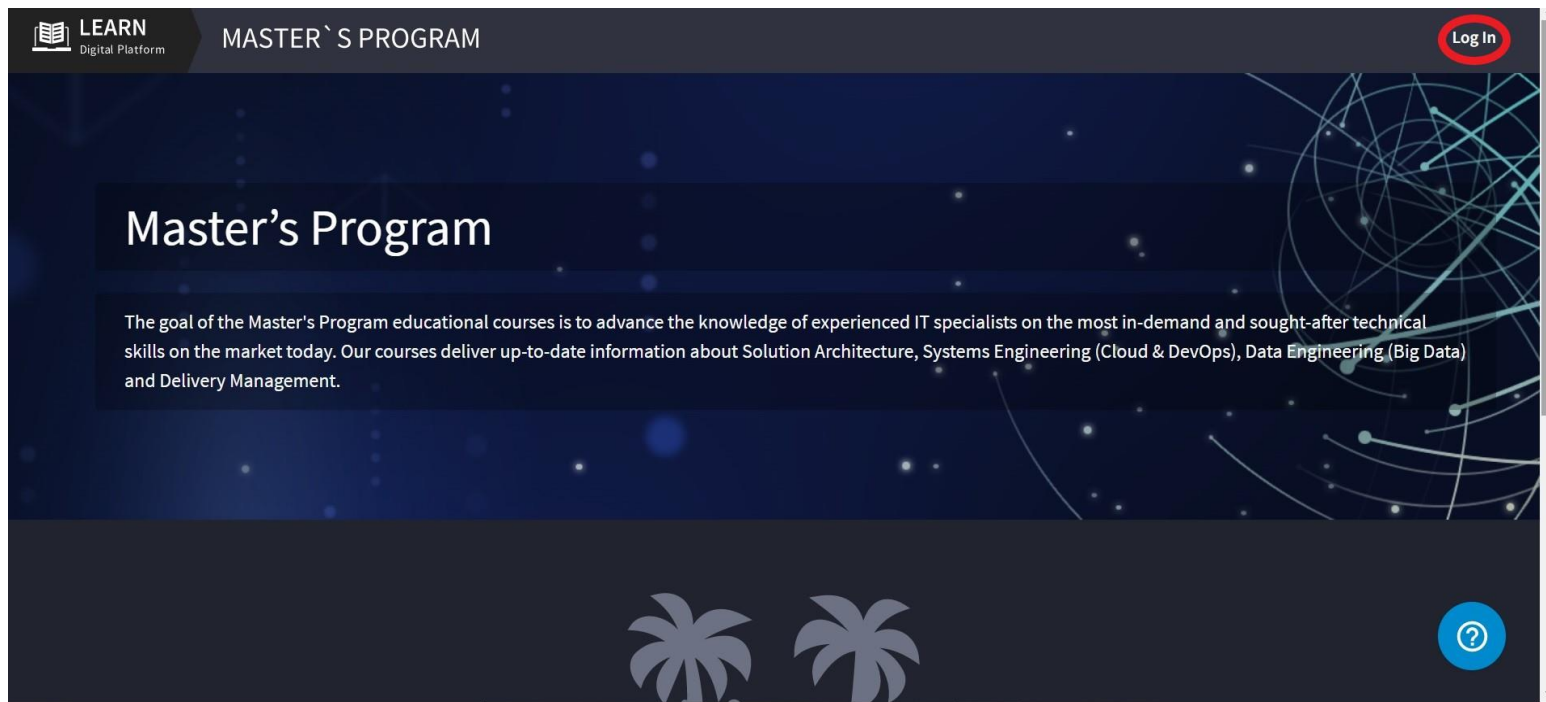 LEARN
Digital Platform
MASTER`S PROGRAM
Log In
Master’s Program
The goal of the Master's Program educational courses is to advance the knowledge of experienced IT specialists on the most in-demand and sought-after technical
skills on the market today. Our courses deliver up-to-date information about Solution Architecture, Systems Engineering (Cloud & DevOps), Data Engineering (Big Data)
and Delivery Management.
?